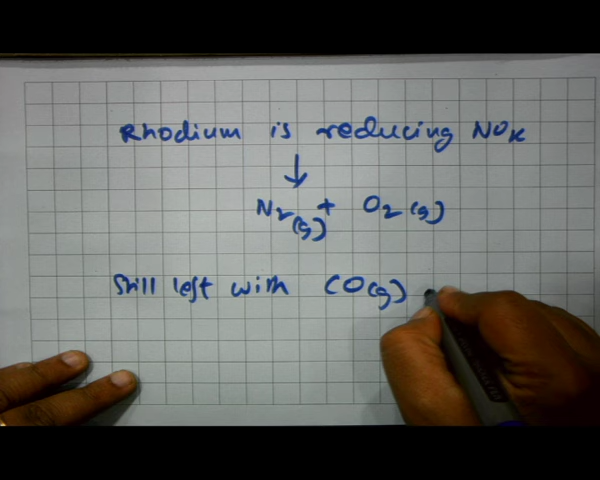 Rhodium is reducing NOx
↓
N2(g) + O2(g)
Still left with CO(g)